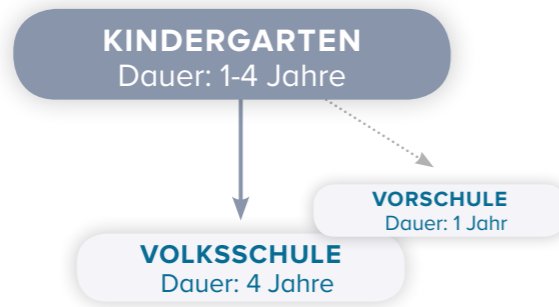 KINDERGARTEN
Dauer: 1-4 Jahre
VORSCHULE
Dauer: 1 Jahr
VOLKSSCHULE
Dauer: 4 Jahre